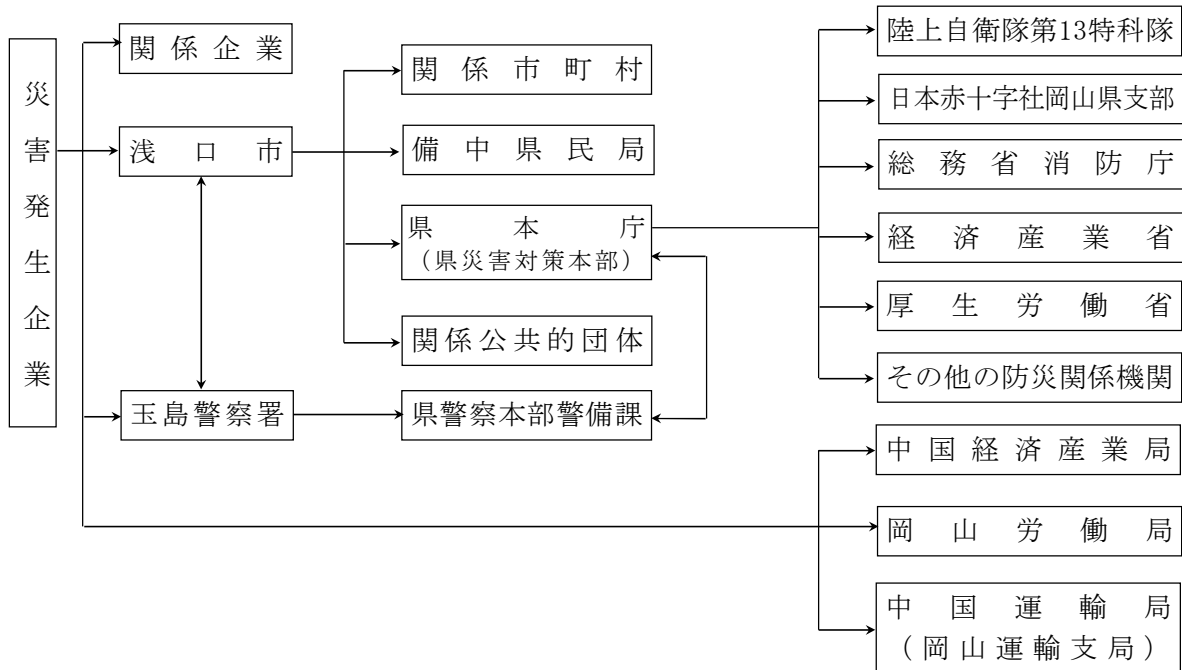 災害発生企業
関係企業
浅口市
玉島警察署
関係市町村
備中県民局
県本庁
（県災害対策本部）
関係公共的団体
県警察本部警備課
陸上自衛隊第13特科隊
日本赤十字社岡山県支部
総務省消防庁
経済産業省
厚生労働省
その他の防災関係機関
中国経済産業局
岡山労働局
中国運輸局
（岡山運輸支局）